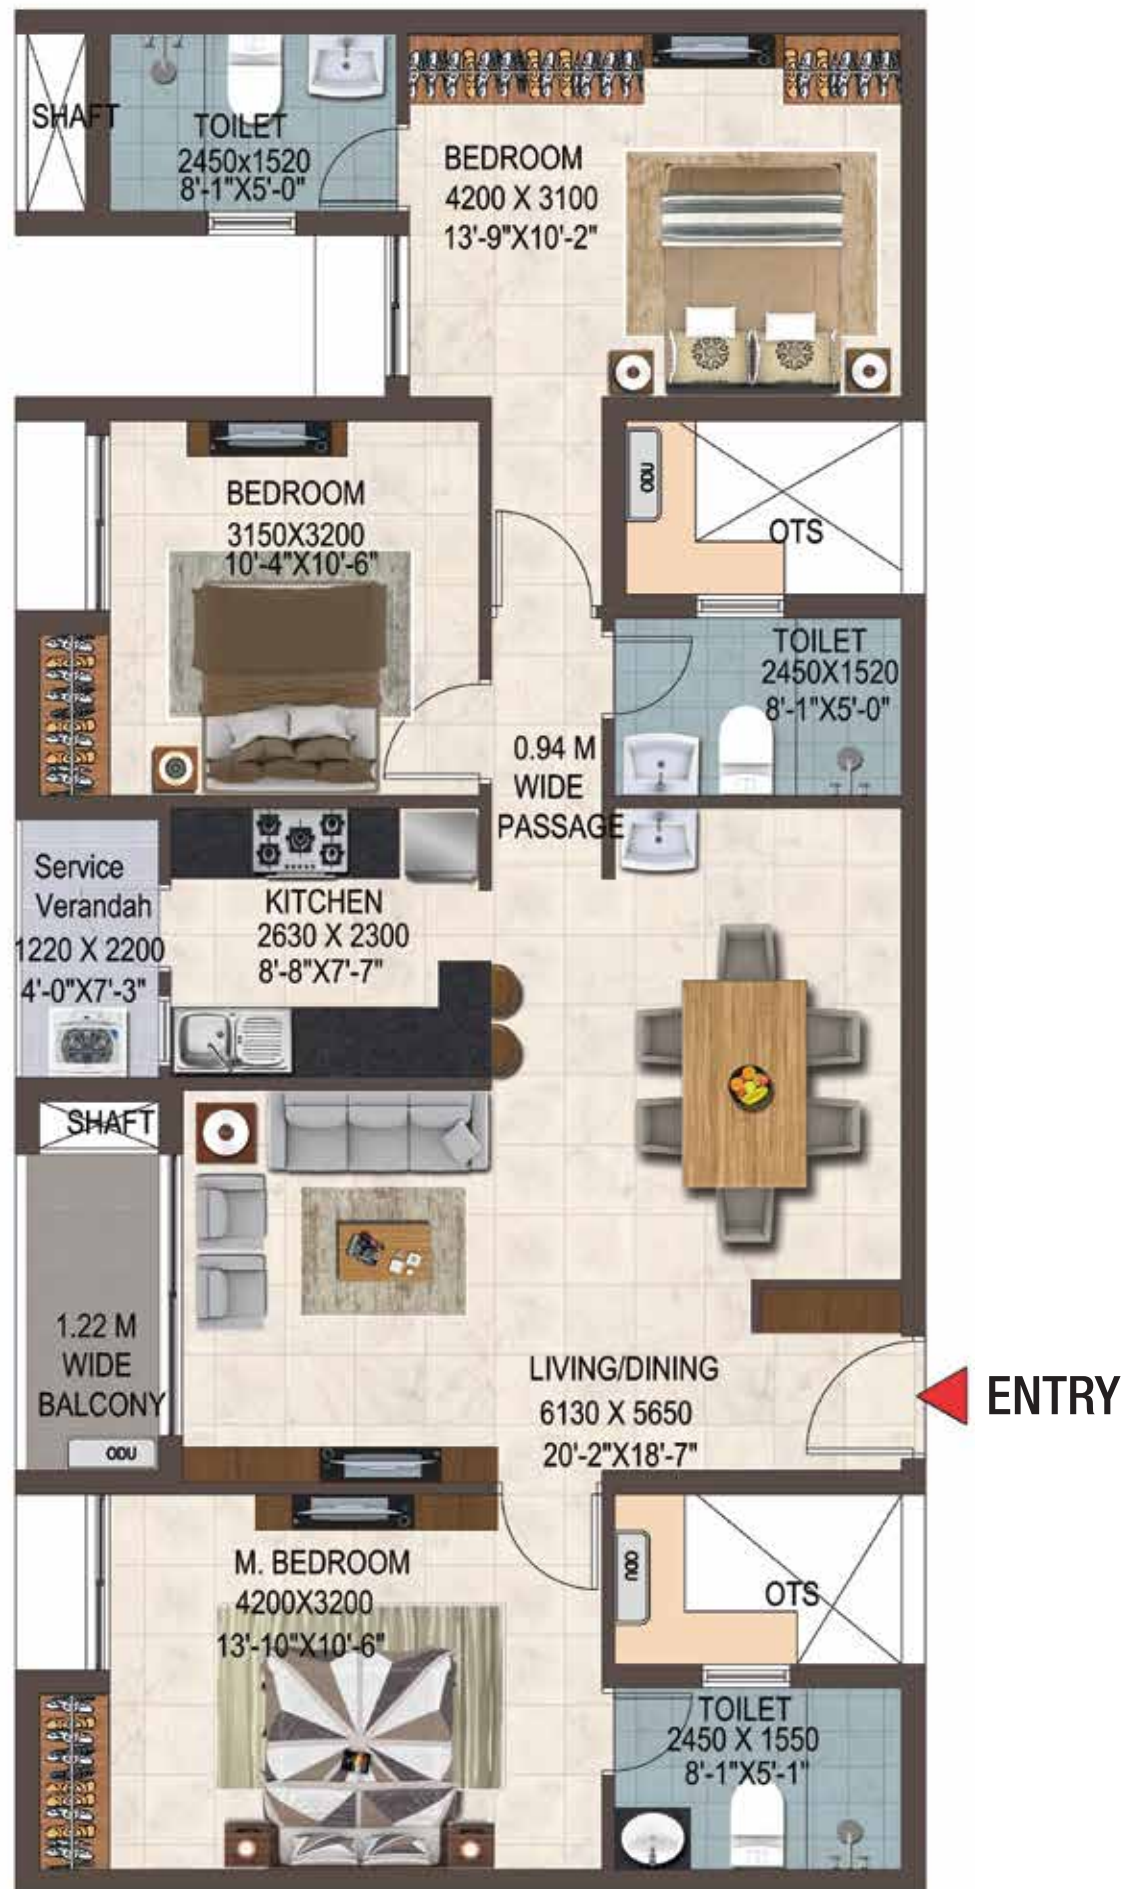 SHAFT
TOILET
2450x1520
8'-1"X5'-0"
BEDROOM
4200 X 3100
13'-9"X10'-2"
BEDROOM
3150X3200
10'-4"X10'-6"
ODU
OTS
TOILET
2450X1520
8'-1"X5'-0"
0.94 M
WIDE
PASSAGE
Service
Verandah
1220 X 2200
4'-0"X7'-3"
KITCHEN
2630 X 2300
8'-8"X7'-7"
SHAFT
1.22 M
WIDE
BALCONY
ODU
LIVING/DINING
6130 X 5650
20'-2"X18'-7"
ENTRY
M. BEDROOM
4200X3200
13'-10"X10'-6"
ODU
OTS
TOILET
2450 X 1550
8'-1"X5'-1"